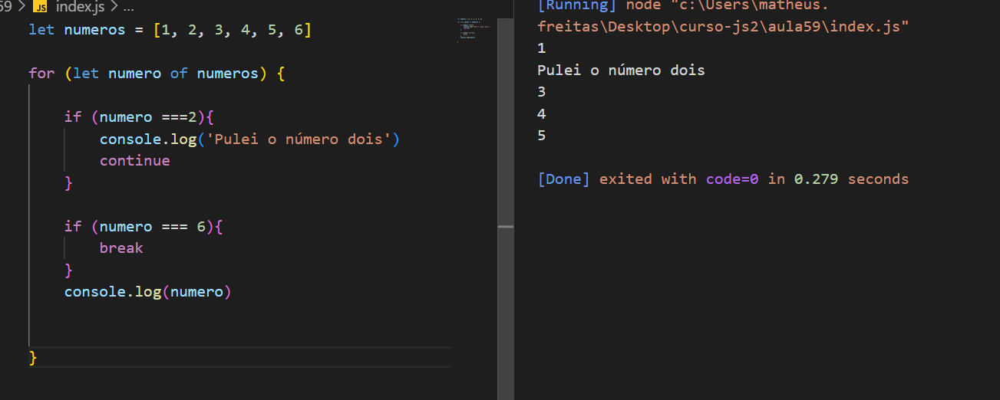 59 > JS index.js > ...
let numeros = [1, 2, 3, 4, 5, 6]
for (let numero of numeros) {
if (numero ===2){
console.log('Pulei o número dois')
continue
}
if (numero === 6){
break
}
console.log(numero)
}
[Running] node "c:\Users\matheus.
freitas\Desktop\curso-js2\aula59\index.js"
1
Pulei o número dois
3
4
5
[Done] exited with code=0 in 0.279 seconds